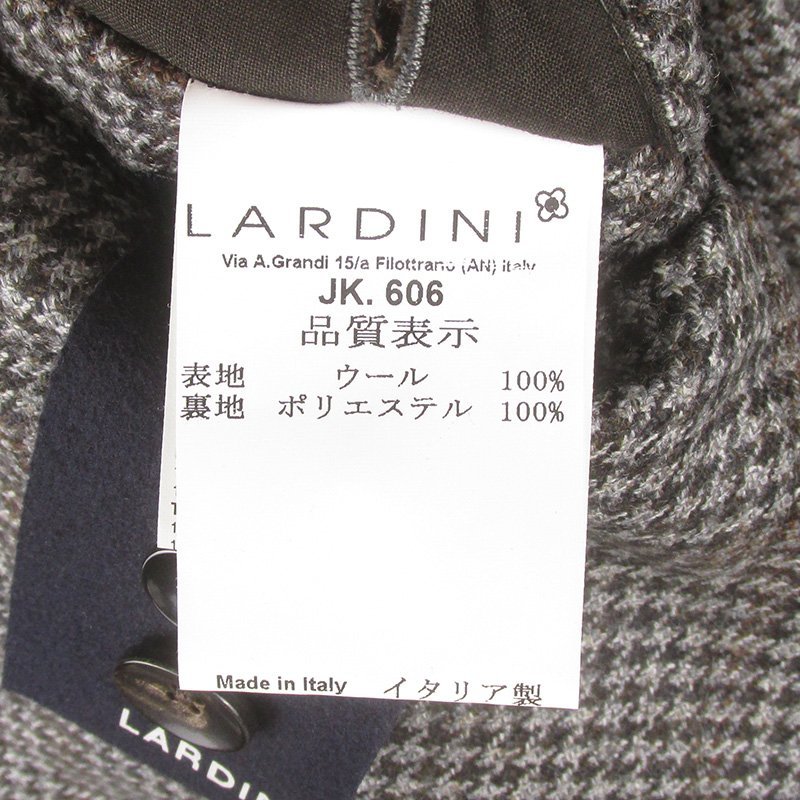 LARDINI
Via A.Grandi 15/a Filottrano (AN) Italy
JK. 606
品質表示
表地 ウール 100%
裏地 ポリエステル 100%
Made in Italy イタリア製
LARDINI